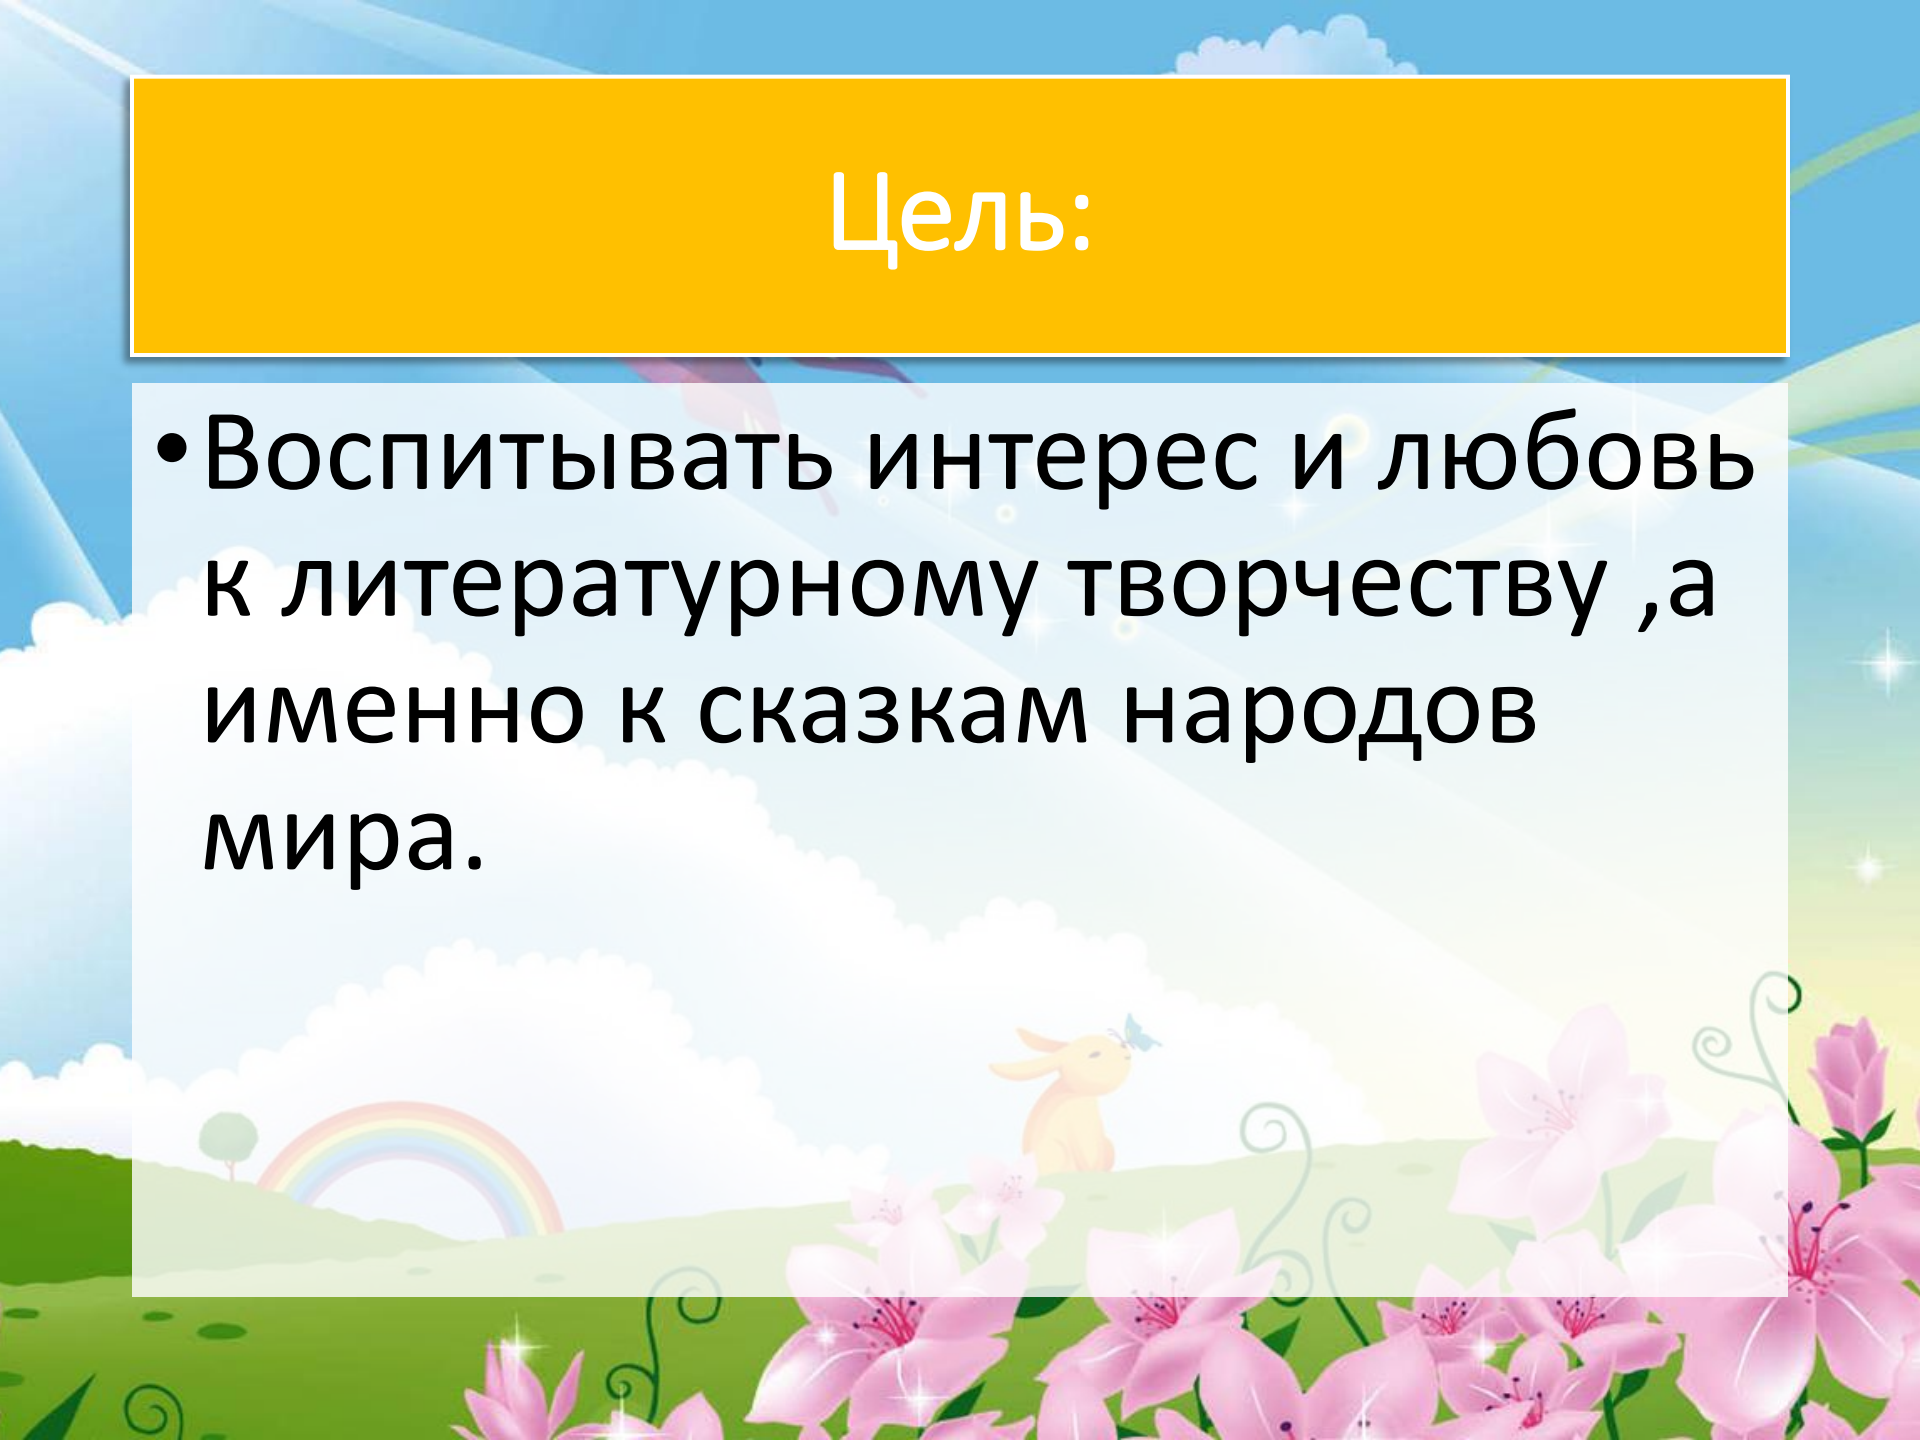 Цель:
•Воспитывать интерес и любовь
к литературному творчеству ,а
именно к сказкам народов
мира.